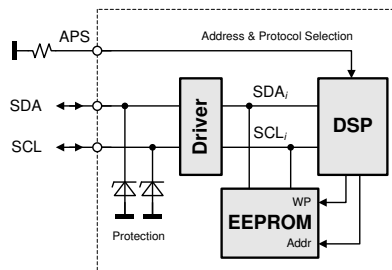 APS
Address & Protocol Selection
SDA
SCL
Driver
SDAi
SCLi
DSP
WP
EEPROM
Addr
Protection